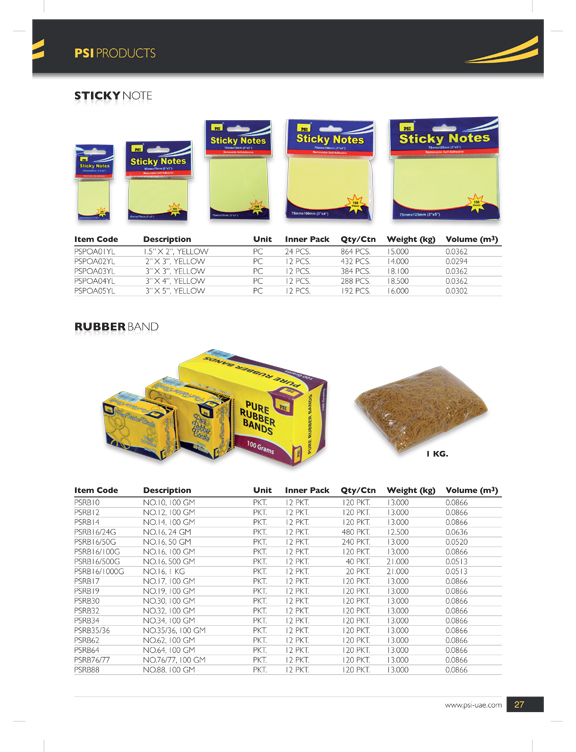 PSI PRODUCTS
STICKY NOTE
PSI
Sticky Notes
PSI
Sticky Notes
PSI
Sticky Notes
PSI
Sticky Notes
PSI
Sticky Notes
Item Code Description Unit Inner Pack Qty/Ctn Weight (kg) Volume (m³)
PSPOA01YL 1.5" X 2", YELLOW PC 24 PCS. 864 PCS. 15.000 0.0362
PSPOA02YL 2" X 3", YELLOW PC 12 PCS. 432 PCS. 14.000 0.0294
PSPOA03YL 3" X 3", YELLOW PC 12 PCS. 384 PCS. 18.100 0.0362
PSPOA04YL 3" X 4", YELLOW PC 12 PCS. 288 PCS. 18.500 0.0362
PSPOA05YL 3" X 5", YELLOW PC 12 PCS. 192 PCS. 16.000 0.0302
RUBBER BAND
PURE RUBBER BANDS
100 Grams
PSI
PURE
RUBBER
BANDS
100 Grams
PURE RUBBER BANDS
1 KG.
Item Code Description Unit Inner Pack Qty/Ctn Weight (kg) Volume (m³)
PSRB10 NO.10, 100 GM PKT. 12 PKT. 120 PKT. 13.000 0.0866
PSRB12 NO.12, 100 GM PKT. 12 PKT. 120 PKT. 13.000 0.0866
PSRB14 NO.14, 100 GM PKT. 12 PKT. 120 PKT. 13.000 0.0866
PSRB16/24G NO.16, 24 GM PKT. 12 PKT. 480 PKT. 12.500 0.0636
PSRB16/50G NO.16, 50 GM PKT. 12 PKT. 240 PKT. 13.000 0.0520
PSRB16/100G NO.16, 100 GM PKT. 12 PKT. 120 PKT. 13.000 0.0866
PSRB16/500G NO.16, 500 GM PKT. 12 PKT. 40 PKT. 21.000 0.0513
PSRB16/1000G NO.16, 1 KG PKT. 12 PKT. 20 PKT. 21.000 0.0513
PSRB17 NO.17, 100 GM PKT. 12 PKT. 120 PKT. 13.000 0.0866
PSRB19 NO.19, 100 GM PKT. 12 PKT. 120 PKT. 13.000 0.0866
PSRB30 NO.30, 100 GM PKT. 12 PKT. 120 PKT. 13.000 0.0866
PSRB32 NO.32, 100 GM PKT. 12 PKT. 120 PKT. 13.000 0.0866
PSRB34 NO.34, 100 GM PKT. 12 PKT. 120 PKT. 13.000 0.0866
PSRB35/36 NO.35/36, 100 GM PKT. 12 PKT. 120 PKT. 13.000 0.0866
PSRB62 NO.62, 100 GM PKT. 12 PKT. 120 PKT. 13.000 0.0866
PSRB64 NO.64, 100 GM PKT. 12 PKT. 120 PKT. 13.000 0.0866
PSRB76/77 NO.76/77, 100 GM PKT. 12 PKT. 120 PKT. 13.000 0.0866
PSRB88 NO.88, 100 GM PKT. 12 PKT. 120 PKT. 13.000 0.0866
www.psi-uae.com 27